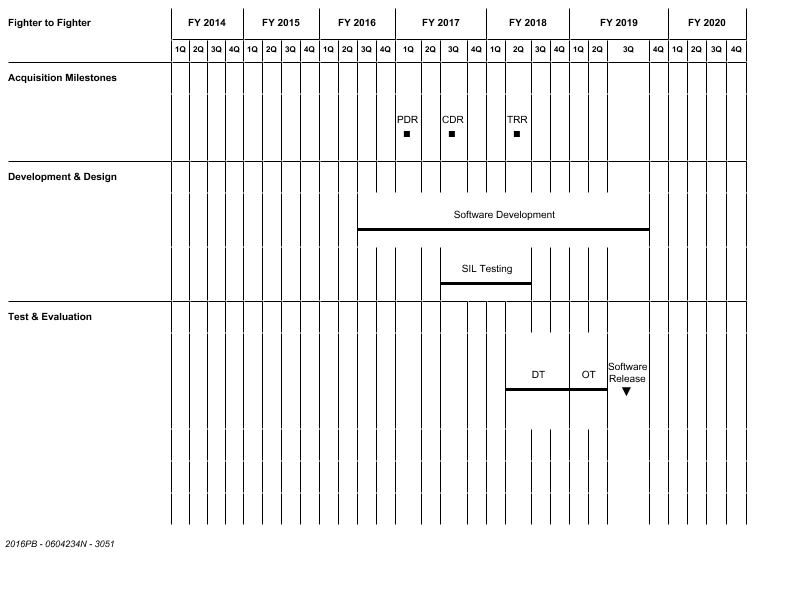 Fighter to Fighter FY 2014 FY 2015 FY 2016 FY 2017 FY 2018 FY 2019 FY 2020
1Q 2Q 3Q 4Q 1Q 2Q 3Q 4Q 1Q 2Q 3Q 4Q 1Q 2Q 3Q 4Q 1Q 2Q 3Q 4Q 1Q 2Q 3Q 4Q 1Q 2Q 3Q 4Q
Acquisition Milestones
PDR CDR TRR
Development & Design
Software Development
SIL Testing
Test & Evaluation
DT OT Software
Release
2016PB - 0604234N - 3051